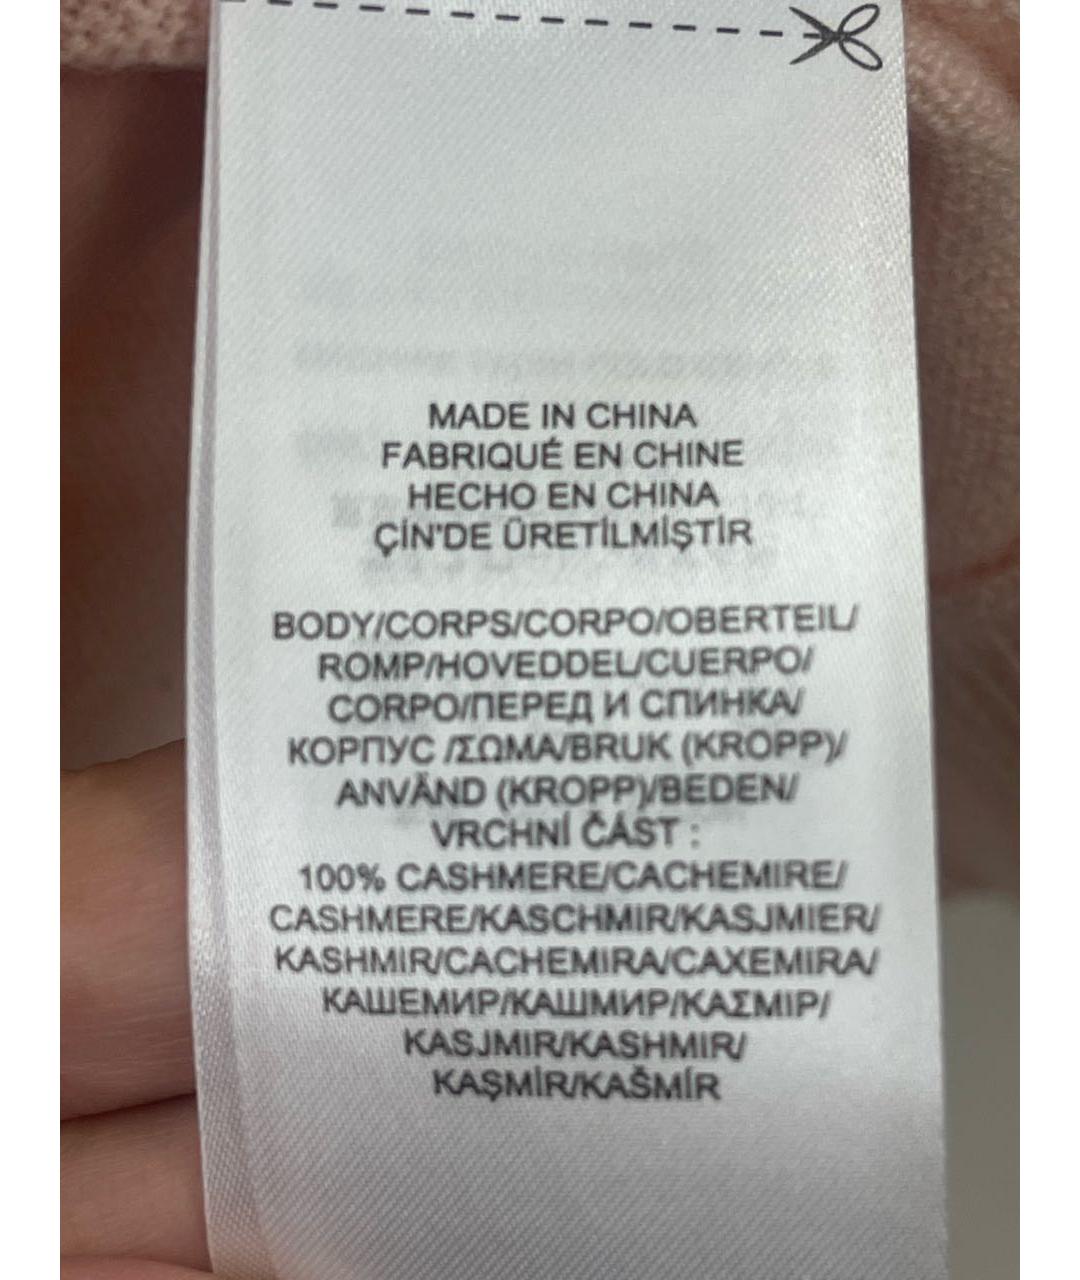 MADE IN CHINA
FABRIQUÉ EN CHINE
HECHO EN CHINA
ÇİN'DE ÜRETİLMİŞTİR
BODY/CORPS/CORPO/OBERTEIL/
ROMP/HOVEDDEL/CUERPO/
CORPO/ПЕРЕД И СПИНКА/
КОРПУС /ΣΩΜΑ/BRUK (KROPP)/
ANVÄND (KROPP)/BEDEN/
VRCHNÍ ČÁST :
100% CASHMERE/CACHEMIRE/
CASHMERE/KASCHMIR/KASJMIER/
KASHMIR/CACHEMIRA/CAXEMIRA/
КАШЕМИР/КАШМИР/ΚΑΣΜΙΡ/
KASJMIR/KASHMIR/
KAŞMİR/KAŠMÍR